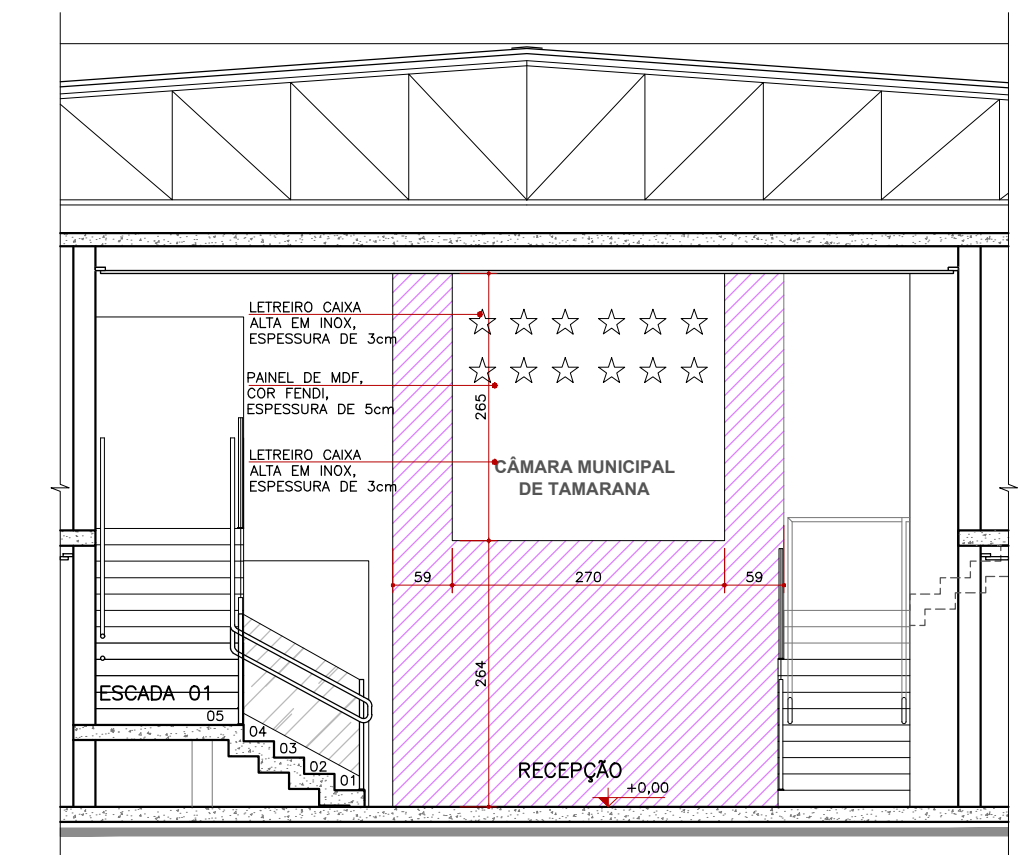 LETREIRO CAIXA
ALTA EM INOX,
ESPESSURA DE 3cm
PAINEL DE MDF,
COR FENDI,
ESPESSURA DE 5cm
265
LETREIRO CAIXA
ALTA EM INOX,
ESPESSURA DE 3cm
CÂMARA MUNICIPAL
DE TAMARANA
59
270
59
264
ESCADA 01
05
04
03
02
01
RECEPÇÃO
+0,00